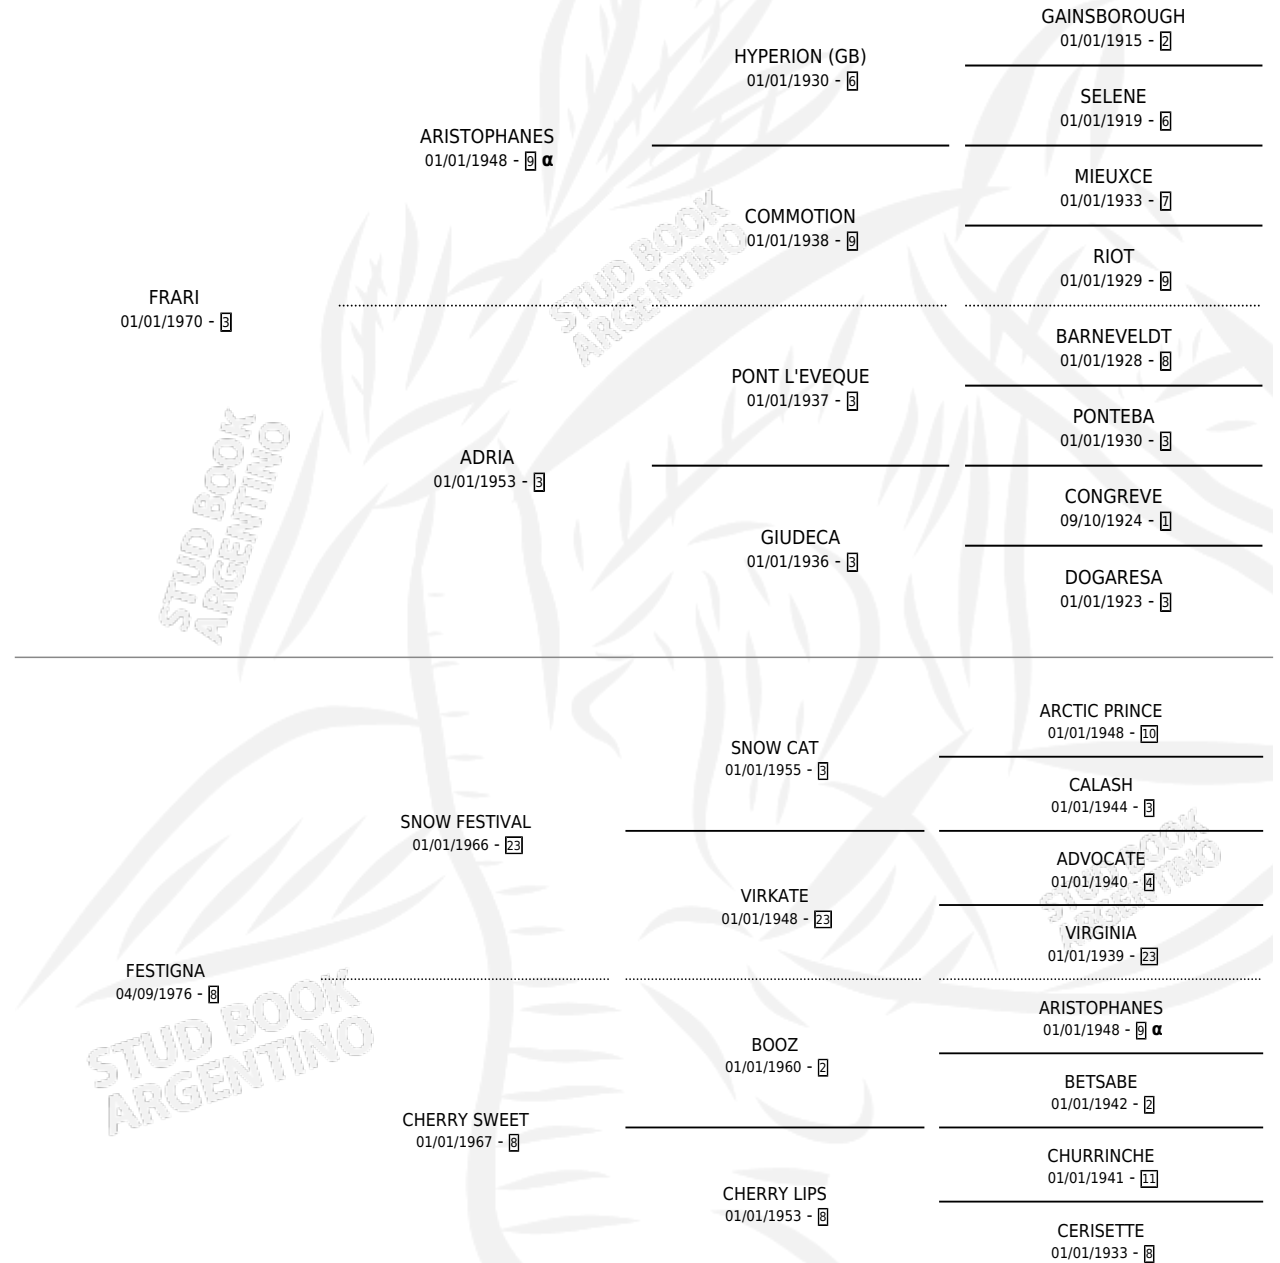 GAINSBOROUGH
01/01/1915 - 2
HYPERION (GB)
01/01/1930 - 6
SELENE
01/01/1919 - 6
ARISTOPHANES
01/01/1948 - 9 α
MIEUXCE
01/01/1933 - 7
COMMOTION
01/01/1938 - 9
RIOT
01/01/1929 - 9
FRARI
01/01/1970 - 3
BARNEVELDT
01/01/1928 - 8
PONT L'EVEQUE
01/01/1937 - 3
PONTEBA
01/01/1930 - 3
ADRIA
01/01/1953 - 3
CONGREVE
09/10/1924 - 1
GIUDECA
01/01/1936 - 3
DOGARESA
01/01/1923 - 3
STUD BOOK
ARGENTINO
STUD BOOK
ARGENTINO
ARCTIC PRINCE
01/01/1948 - 10
SNOW CAT
01/01/1955 - 3
CALASH
01/01/1944 - 3
SNOW FESTIVAL
01/01/1966 - 23
ADVOCATE
01/01/1940 - 4
VIRKATE
01/01/1948 - 23
VIRGINIA
01/01/1939 - 23
FESTIGNA
04/09/1976 - 8
ARISTOPHANES
01/01/1948 - 9 α
BOOZ
01/01/1960 - 2
BETSABE
01/01/1942 - 2
CHERRY SWEET
01/01/1967 - 8
CHURRINCHE
01/01/1941 - 11
CHERRY LIPS
01/01/1953 - 8
CERISETTE
01/01/1933 - 8
STUD BOOK
ARGENTINO
STUD BOOK
ARGENTINO